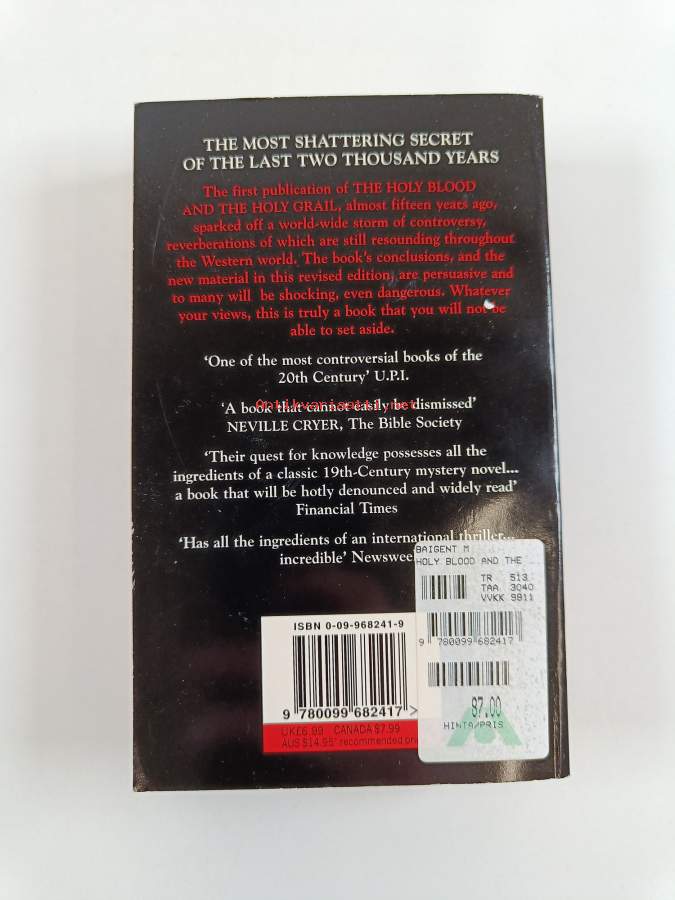 THE MOST SHATTERING SECRET
OF THE LAST TWO THOUSAND YEARS
The first publication of THE HOLY BLOOD
AND THE HOLY GRAIL, almost fifteen years ago,
sparked off a world-wide storm of controversy,
reverberations of which are still resounding throughout
the Western world. The book's conclusions, and the
new material in this revised edition, are persuasive and
to many will be shocking, even dangerous. Whatever
your views, this is truly a book that you will not be
able to set aside.
'One of the most controversial books of the
20th Century' U.P.I.
'A book that cannot easily be dismissed'
Antikvariaatti.net
NEVILLE CRYER, The Bible Society
'Their quest for knowledge possesses all the
ingredients of a classic 19th-Century mystery novel...
a book that will be hotly denounced and widely read'
Financial Times
'Has all the ingredients of an international thriller...
incredible' Newswee
BAIGENT M
HOLY BLOOD AND THE
TR 513
TAA 3040
VVKK 9811
9 780099 682417
87.00
HINTA/PRIS
ISBN 0-09-968241-9
9 780099 682417 >
UK£6.99 CANADA $7.99
AUS $14.95* recommended pri